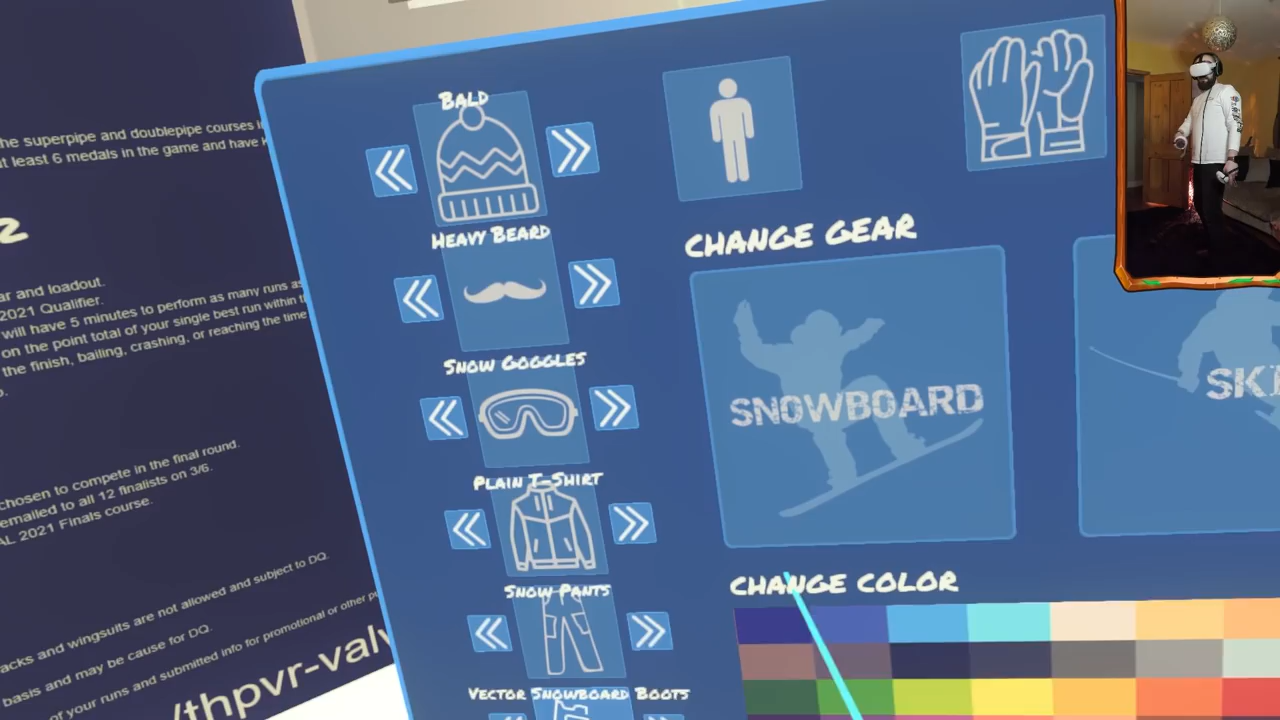 he superpipe and doublepipe courses i
t least 6 medals in the game and have
2
ar and loadout.
2021 Qualifier.
will have 5 minutes to perform as many runs as
on the point total of your single best run within t
the finish, bailing, crashing, or reaching the time
chosen to compete in the final round.
emailed to all 12 finalists on 3/6.
AL 2021 Finals course.
acks and wingsuits are not allowed and subject to DQ.
basis and may be cause for DQ.
of your runs and submitted info for promotional or other p
/thpvr-valv
BALD
HEAVY BEARD
SNOW GOGGLES
PLAIN T-SHIRT
SNOW PANTS
VECTOR SNOWBOARD BOOTS
CHANGE GEAR
SNOWBOARD
SKI
CHANGE COLOR